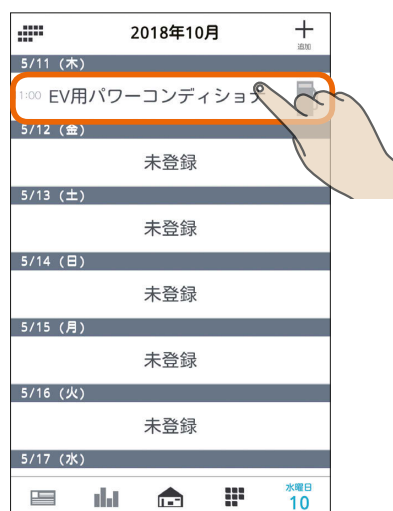 2018年10月
追加
5/11 (木)
1:00 EV用パワーコンディショナ
5/12 (金)
未登録
5/13 (土)
未登録
5/14 (日)
未登録
5/15 (月)
未登録
5/16 (火)
未登録
5/17 (水)
水曜日
10